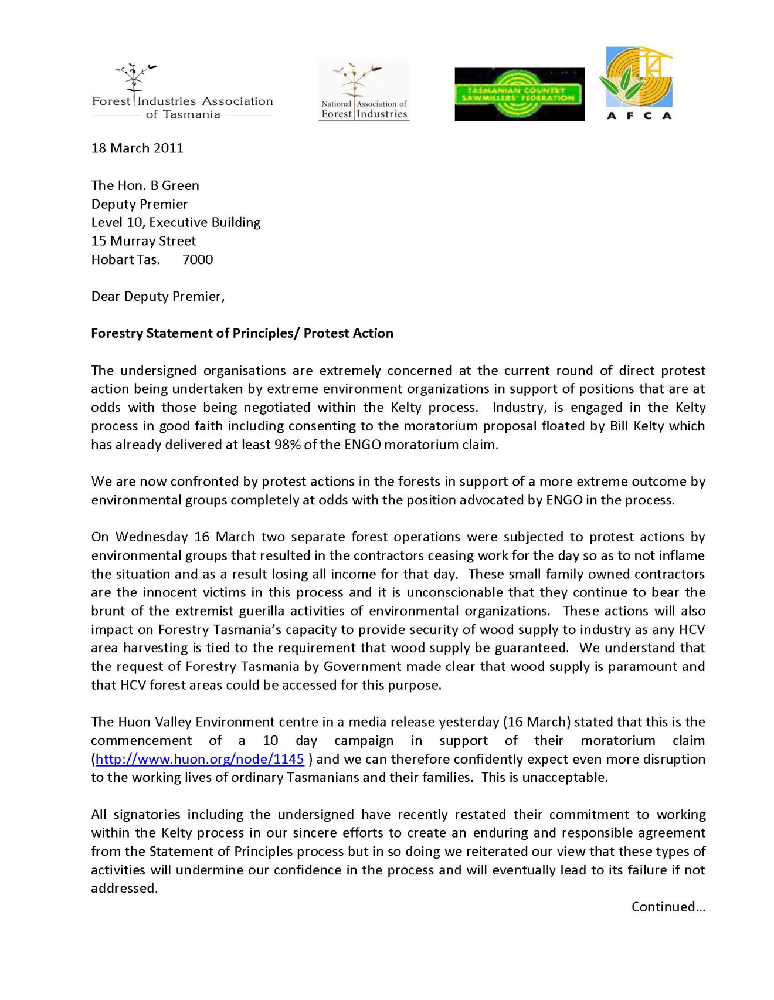 Forest Industries Association
of Tasmania
National Association of
Forest Industries
TASMANIAN COUNTRY
SAWMILLERS' FEDERATION
A F C A
18 March 2011
The Hon. B Green
Deputy Premier
Level 10, Executive Building
15 Murray Street
Hobart Tas. 7000
Dear Deputy Premier,
Forestry Statement of Principles/ Protest Action
The undersigned organisations are extremely concerned at the current round of direct protest
action being undertaken by extreme environment organizations in support of positions that are at
odds with those being negotiated within the Kelty process. Industry, is engaged in the Kelty
process in good faith including consenting to the moratorium proposal floated by Bill Kelty which
has already delivered at least 98% of the ENGO moratorium claim.
We are now confronted by protest actions in the forests in support of a more extreme outcome by
environmental groups completely at odds with the position advocated by ENGO in the process.
On Wednesday 16 March two separate forest operations were subjected to protest actions by
environmental groups that resulted in the contractors ceasing work for the day so as to not inflame
the situation and as a result losing all income for that day. These small family owned contractors
are the innocent victims in this process and it is unconscionable that they continue to bear the
brunt of the extremist guerilla activities of environmental organizations. These actions will also
impact on Forestry Tasmania's capacity to provide security of wood supply to industry as any HCV
area harvesting is tied to the requirement that wood supply be guaranteed. We understand that
the request of Forestry Tasmania by Government made clear that wood supply is paramount and
that HCV forest areas could be accessed for this purpose.
The Huon Valley Environment centre in a media release yesterday (16 March) stated that this is the
commencement of a 10 day campaign in support of their moratorium claim
(http://www.huon.org/node/1145 ) and we can therefore confidently expect even more disruption
to the working lives of ordinary Tasmanians and their families. This is unacceptable.
All signatories including the undersigned have recently restated their commitment to working
within the Kelty process in our sincere efforts to create an enduring and responsible agreement
from the Statement of Principles process but in so doing we reiterated our view that these types of
activities will undermine our confidence in the process and will eventually lead to its failure if not
addressed.
Continued...